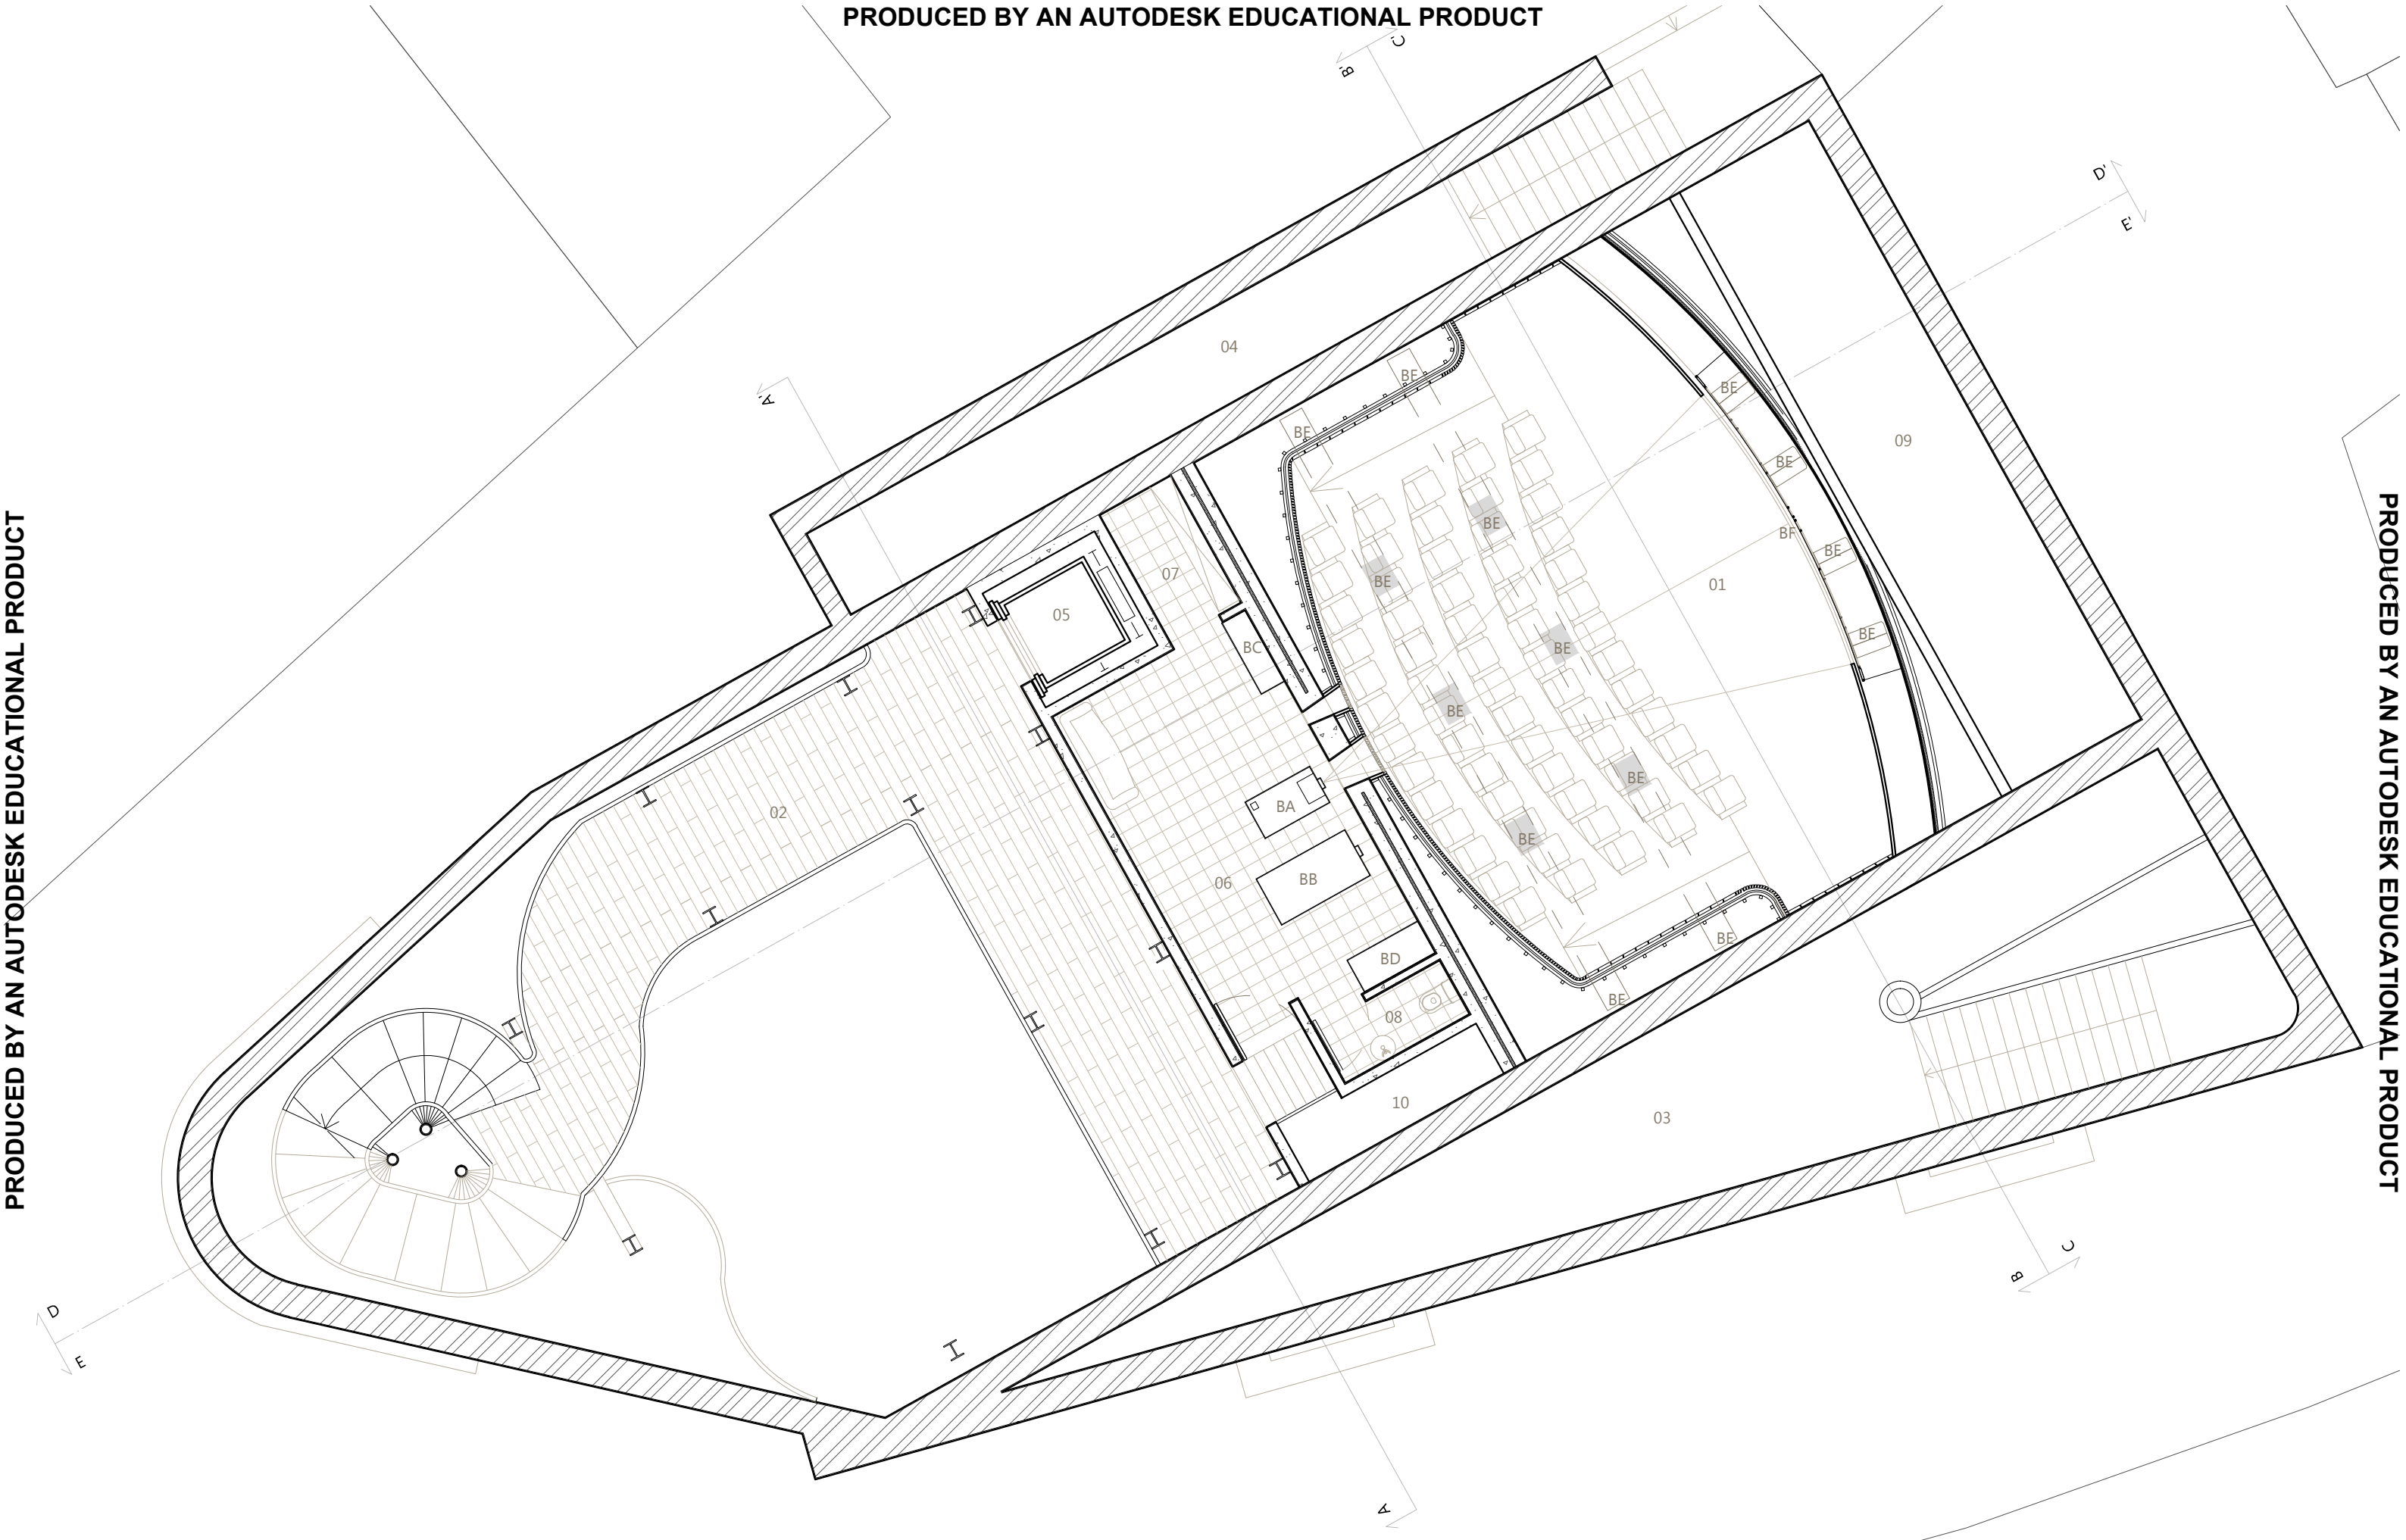 PRODUCED BY AN AUTODESK EDUCATIONAL PRODUCT
C'
B'
D'
E'
04
A'
BE
BE
BE
09
BE
BE
BF
BE
BE
07
BE
01
05
BE
BE
BC
BE
BE
BA
02
BE
BB
06
BE
BD
BE
08
10
03
C
B
D
E
A
PRODUCED BY AN AUTODESK EDUCATIONAL PRODUCT
PRODUCED BY AN AUTODESK EDUCATIONAL PRODUCT